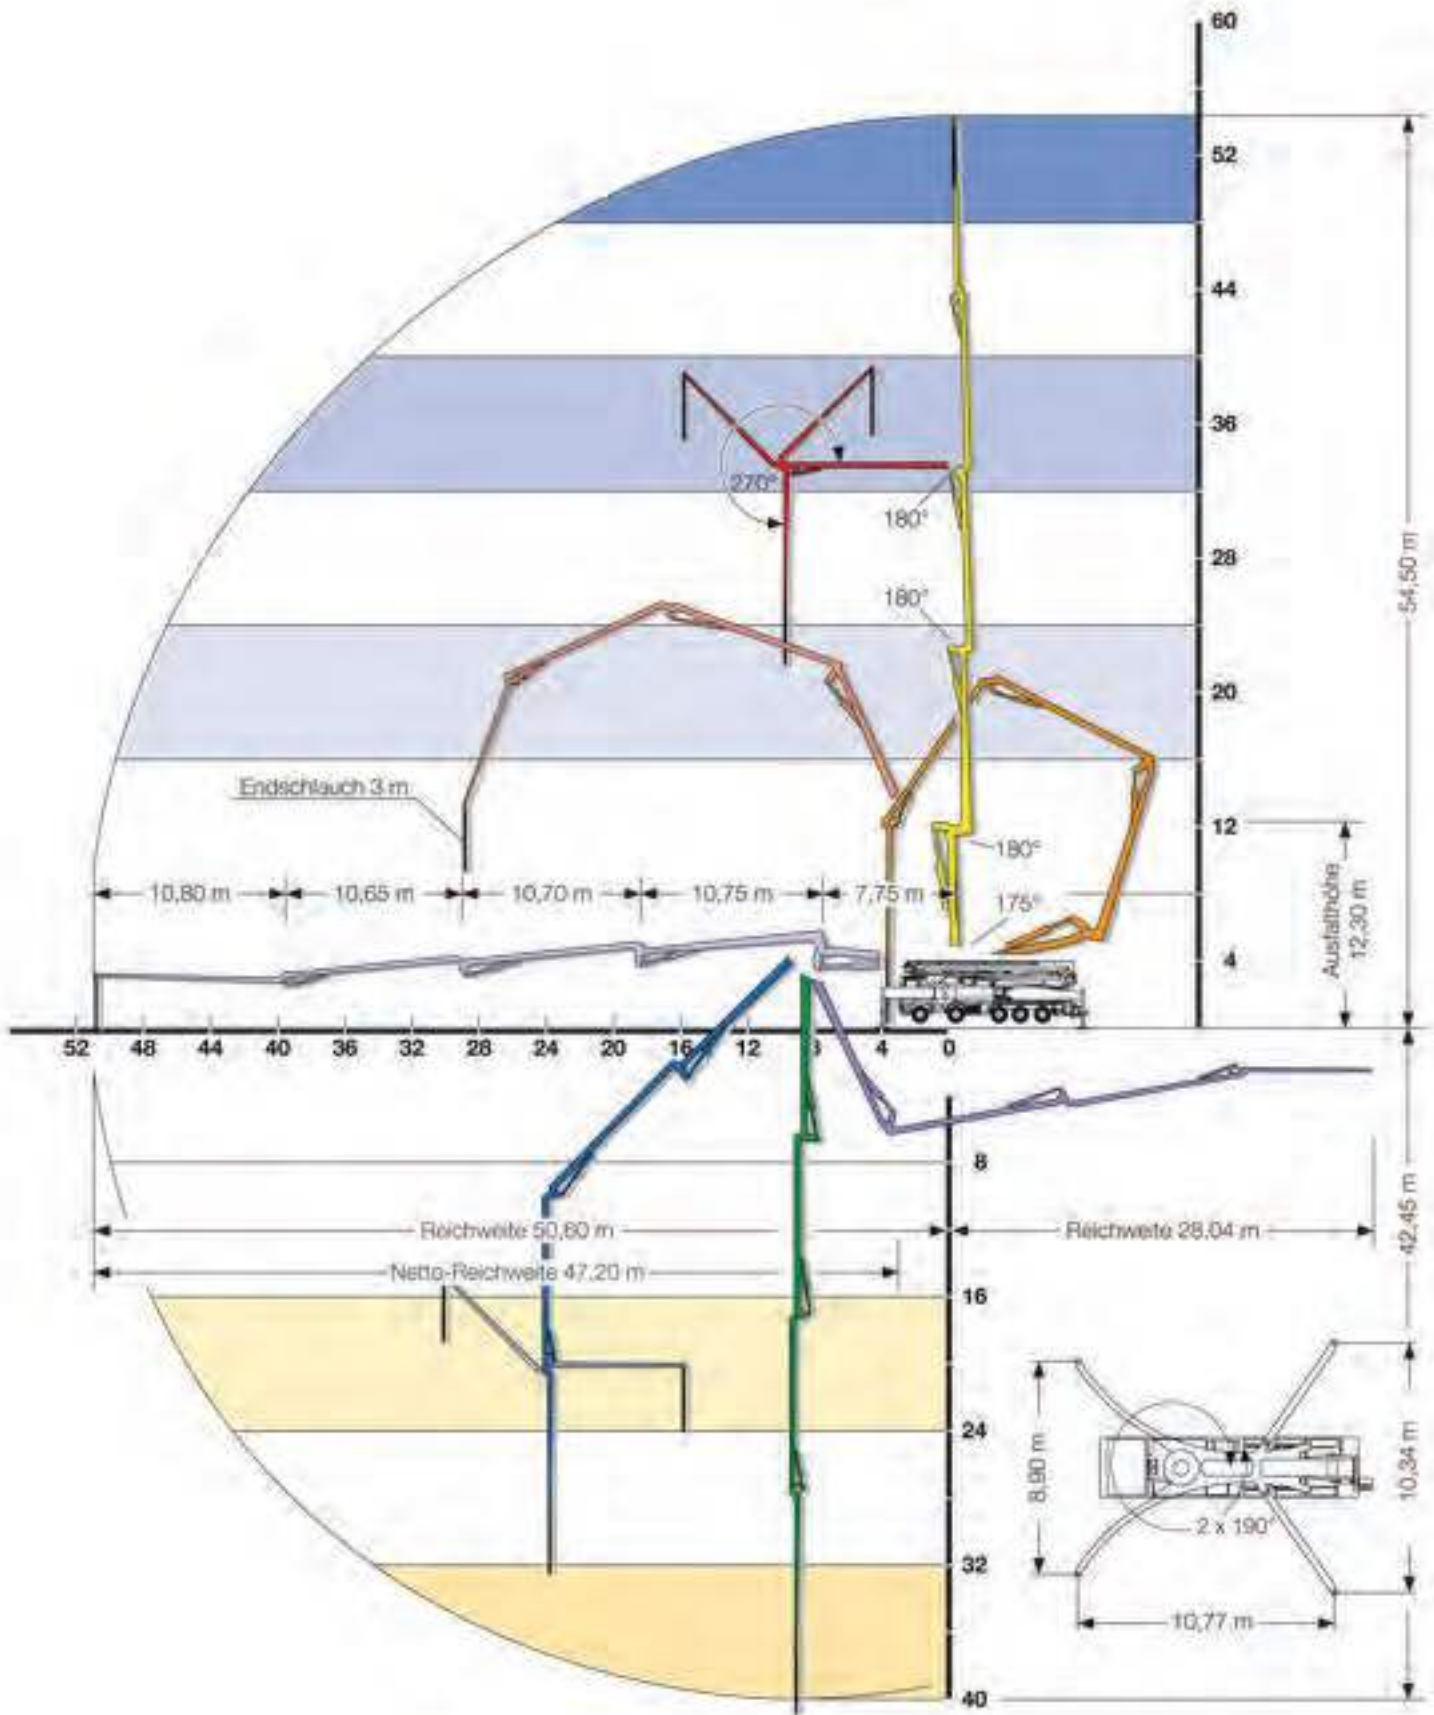 60
52
44
36
270°
180°
28
180°
54,50 m
20
Endschlauch 3 m
12
180°
10,80 m
10,65 m
10,70 m
10,75 m
7,75 m
175°
Ausfalthöhe
12,30 m
4
52 48 44 40 36 32 28 24 20 16 12 8 4 0
8
Reichweite 50,60 m
Reichweite 28,04 m
42,45 m
Netto-Reichweite 47,20 m
16
24
8,90 m
10,34 m
2 x 190°
32
10,77 m
40